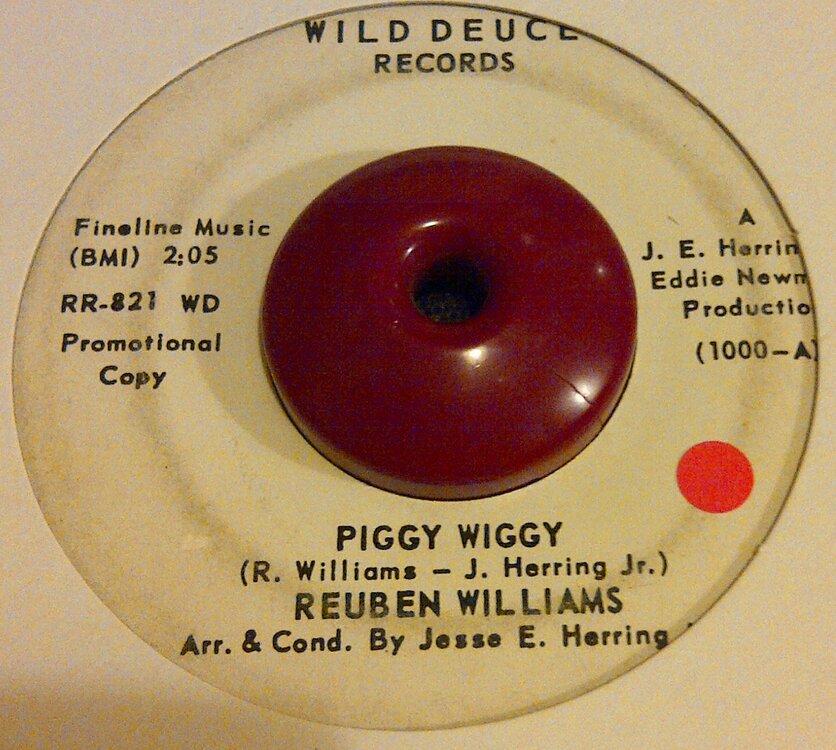 WILD DEUCE
RECORDS
Fineline Music
(BMI) 2:05
RR-821 WD
Promotional
Copy
A
J. E. Herrin
Eddie Newm
Productio
(1000-A)
PIGGY WIGGY
(R. Williams - J. Herring Jr.)
REUBEN WILLIAMS
Arr. & Cond. By Jesse E. Herring